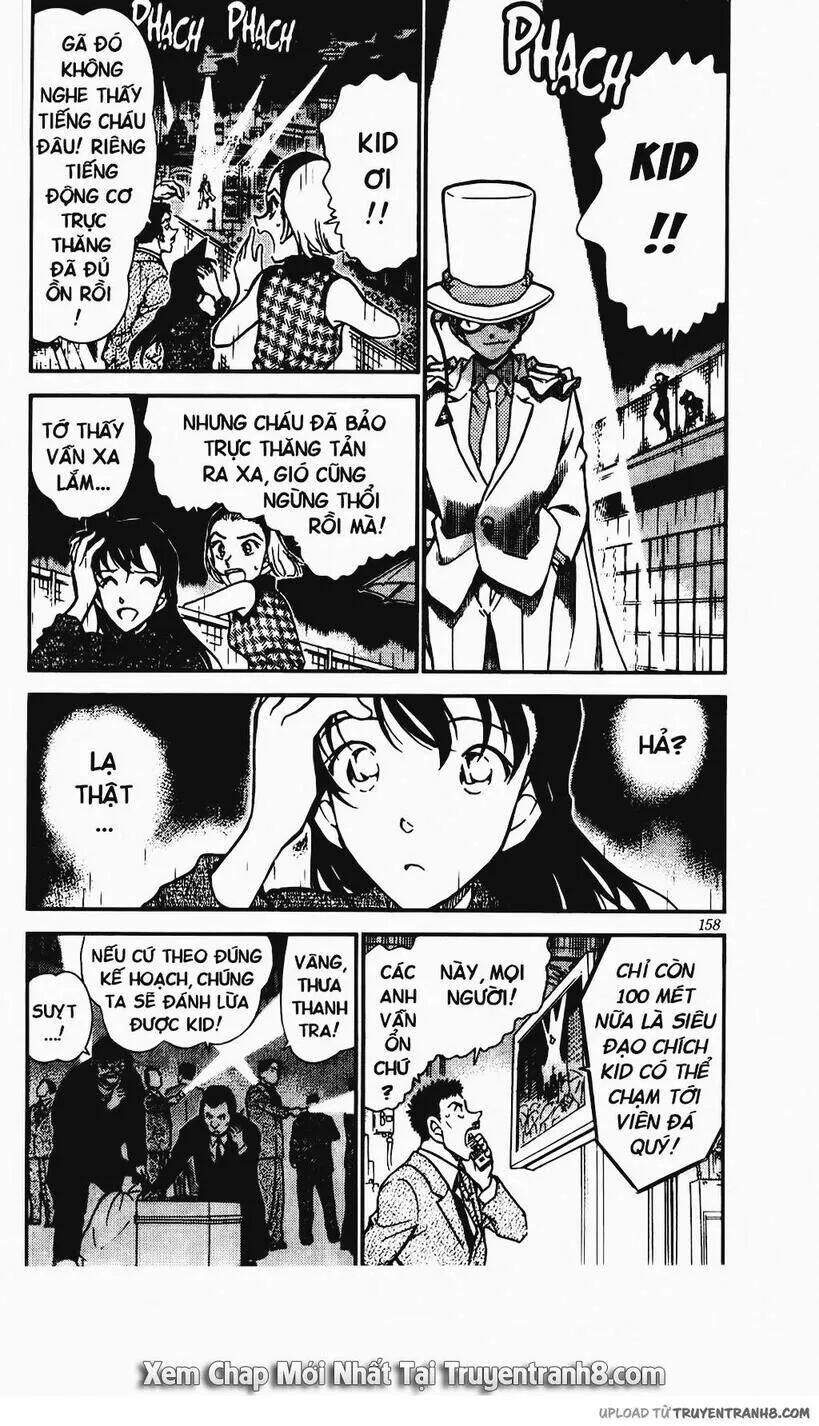 PHẠCH
PHẠCH
GÃ ĐÓ
KHÔNG
NGHE THẤY
TIẾNG CHÁU
ĐÂU! RIÊNG
TIẾNG
ĐỘNG CƠ
TRỰC
THĂNG
ĐÃ ĐỦ
ỒN RỒI
!
KID
ƠI
!!
PHẠCH
KID
!!
TỚ THẤY
VẪN XA
LẮM...
NHƯNG CHÁU ĐÃ BẢO
TRỰC THĂNG TẢN
RA XA, GIÓ CŨNG
NGỪNG THỔI
RỒI MÀ!
LẠ
THẬT
...
HẢ?
158
SUỴT
....!
NẾU CỨ THEO ĐÚNG
KẾ HOẠCH, CHÚNG
TA SẼ ĐÁNH LỪA
ĐƯỢC KID!
VÂNG,
THƯA
THANH
TRA!
NÀY, MỌI
NGƯỜI!
CÁC
ANH
VẪN
ỔN
CHỨ
?
CHỈ CÒN
100 MÉT
NỮA LÀ SIÊU
ĐẠO CHÍCH
KID CÓ THỂ
CHẠM TỚI
VIÊN ĐÁ
QUÝ!
Xem Chap Mới Nhất Tại Truyentranh8.com
UPLOAD TỪ TRUYENTRANH8.COM